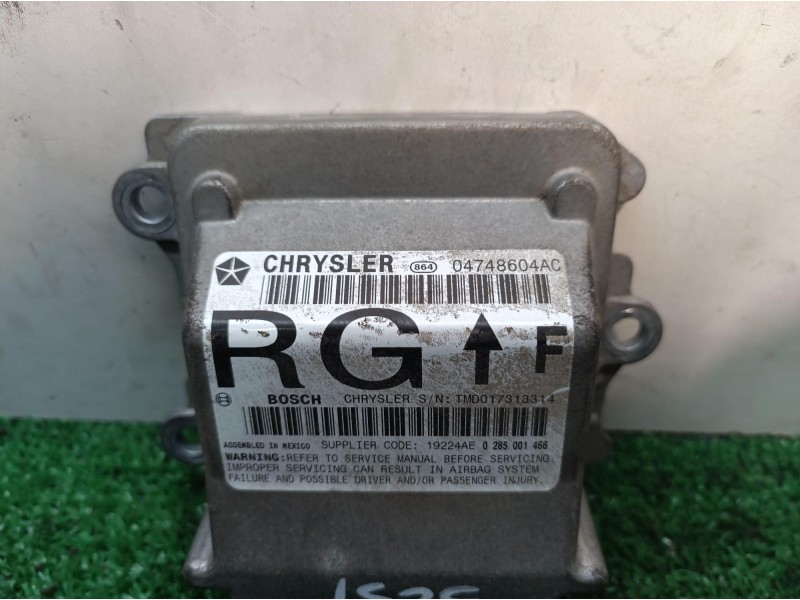 CHRYSLER 864 04748604AC
RG F
BOSCH CHRYSLER S/N: TMD017313314
ASSEMBLED IN MEXICO SUPPLIER CODE: 19224AE 0 285 001 466
WARNING:REFER TO SERVICE MANUAL BEFORE SERVICING.
IMPROPER SERVICING CAN RESULT IN AIRBAG SYSTEM
FAILURE AND POSSIBLE DRIVER AND/OR PASSENGER INJURY.